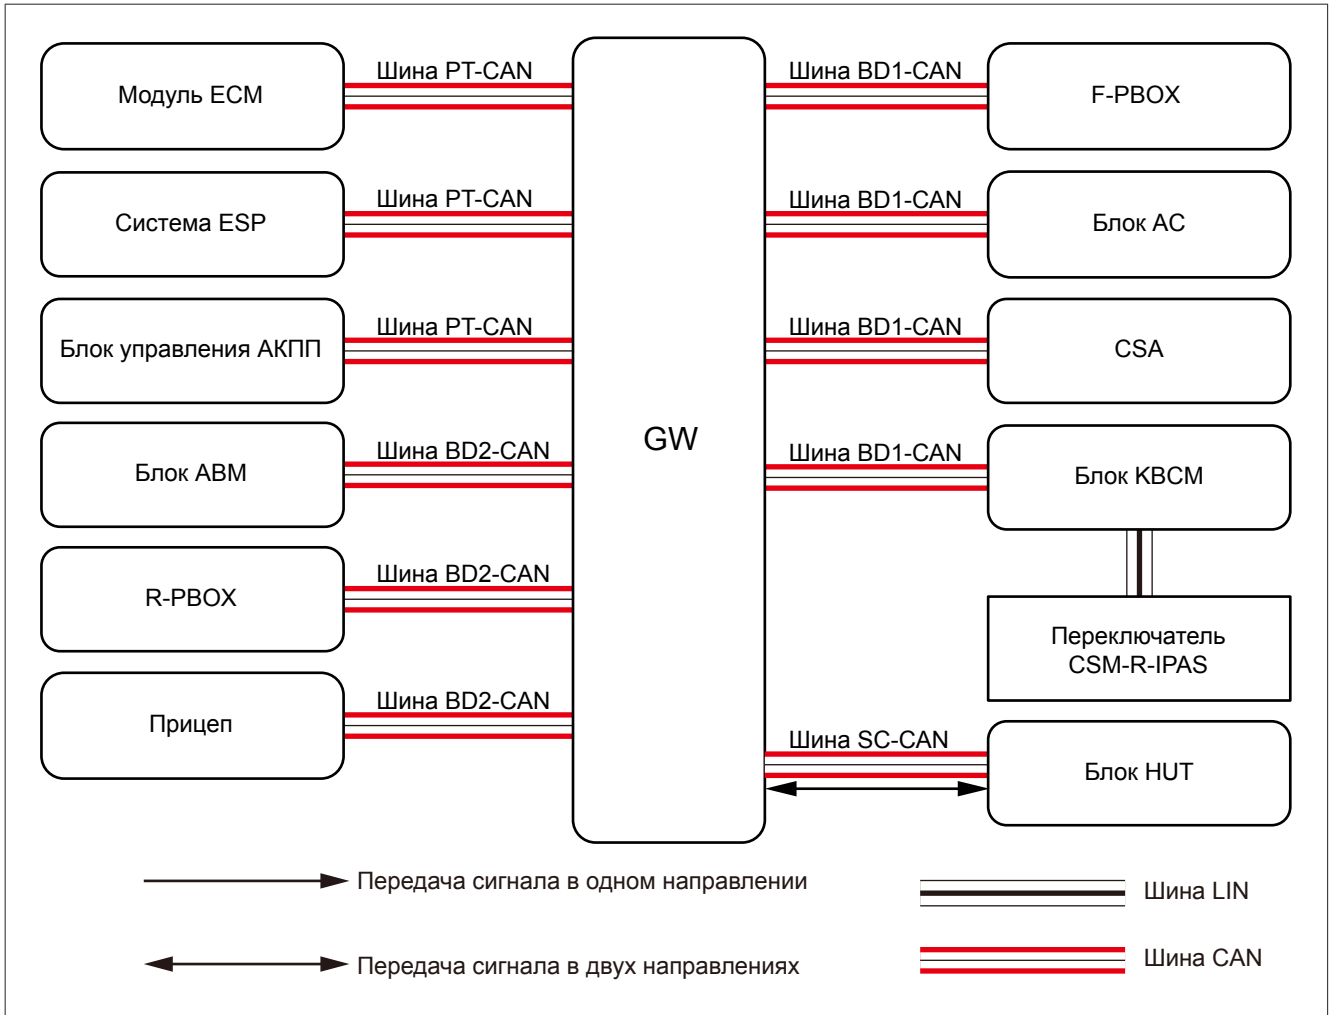 Шина PT-CAN
Шина BD1-CAN
Модуль ECM
F-PBOX
Шина PT-CAN
Шина BD1-CAN
Система ESP
Блок AC
Шина PT-CAN
Шина BD1-CAN
Блок управления АКПП
CSA
GW
Шина BD2-CAN
Шина BD1-CAN
Блок ABM
Блок KBCM
Шина BD2-CAN
R-PBOX
Переключатель
CSM-R-IPAS
Шина BD2-CAN
Прицеп
Шина SC-CAN
Блок HUT
Передача сигнала в одном направлении
Шина LIN
Передача сигнала в двух направлениях
Шина CAN